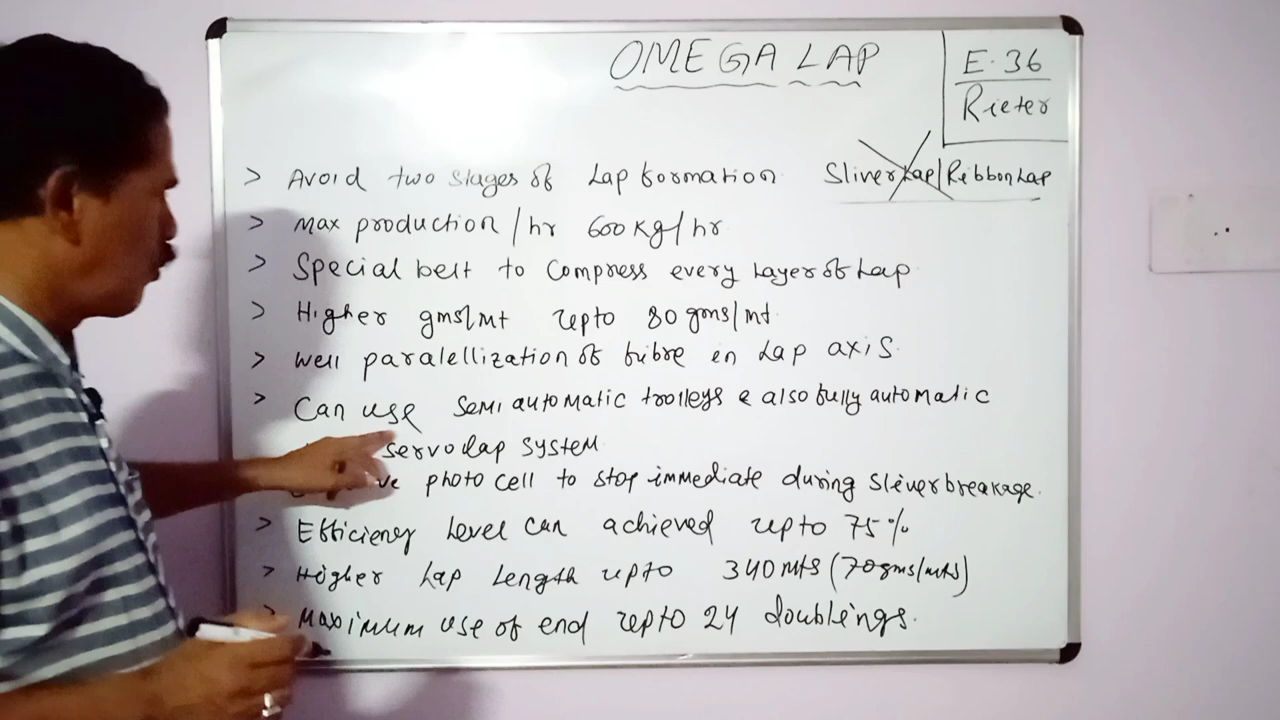 OMEGA LAP
E.36
Rieter
> Avoid two stages of Lap formation Sliver Lap/Ribbon Lap
> Max production/hr 600 Kg/hr
> Special belt to compress every layer of Lap
> Higher gms/mt upto 80 gms/mt
> Well paralellization of fibre in Lap axis
> Can use semi automatic trolleys & also fully automatic
servolap system
photo cell to stop immediate during sliver breakage.
> Efficiency Level can achieved upto 75%
> Higher Lap Length upto 340 mts (70 gms/mts)
> Maximum use of end upto 24 doublings.